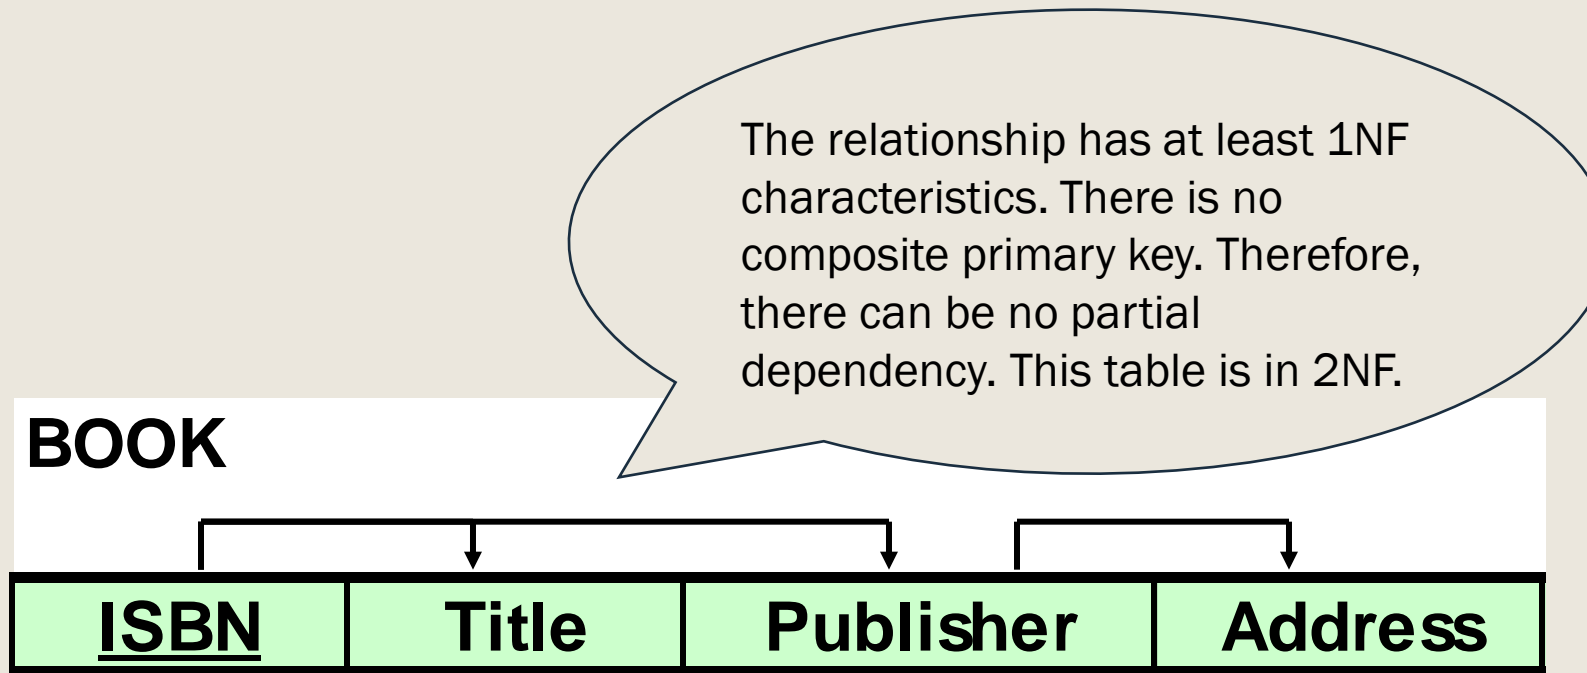 The relationship has at least 1NF
characteristics. There is no
composite primary key. Therefore,
there can be no partial
dependency. This table is in 2NF.
BOOK
ISBN Title Publisher Address